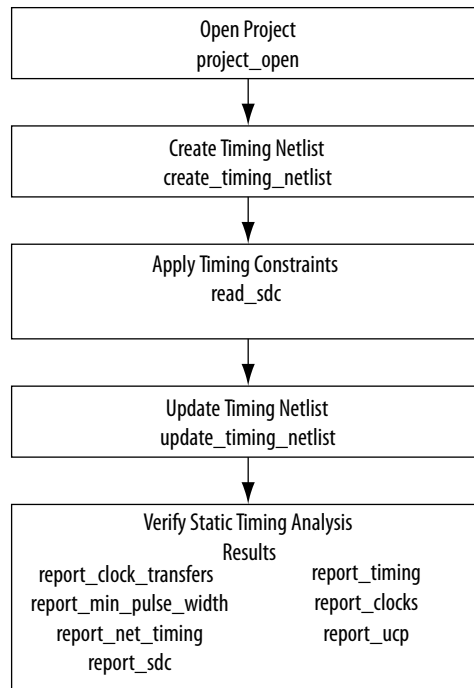 Open Project
project_open
Create Timing Netlist
create_timing_netlist
Apply Timing Constraints
read_sdc
Update Timing Netlist
update_timing_netlist
Verify Static Timing Analysis
Results
report_clock_transfers
report_min_pulse_width
report_net_timing
report_sdc
report_timing
report_clocks
report_ucp